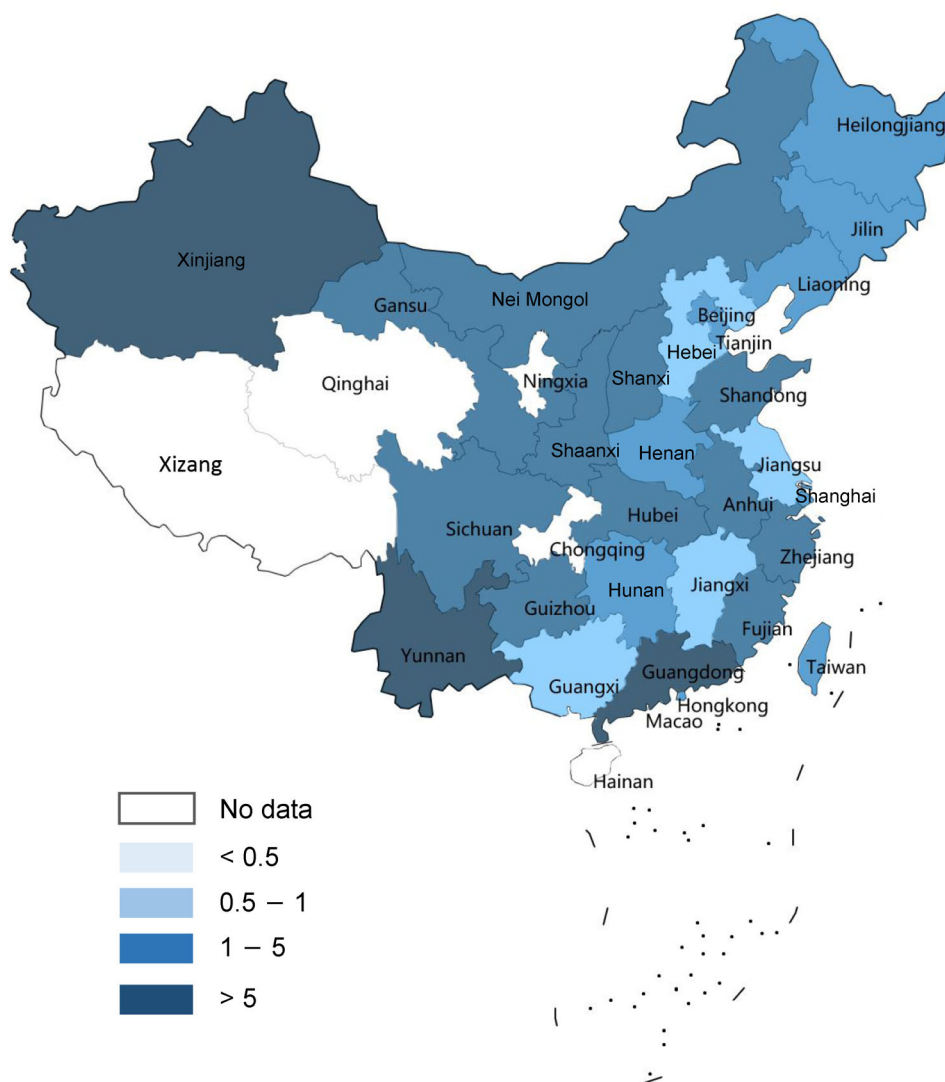 Heilongjiang
Jilin
Xinjiang
Liaoning
Nei Mongol
Gansu
Beijing
Tianjin
Hebei
Ningxia
Shanxi
Qinghai
Shandong
Shaanxi
Henan
Xizang
Jiangsu
Shanghai
Anhui
Hubei
Sichuan
Chongqing
Zhejiang
Jiangxi
Hunan
Guizhou
Fujian
Yunnan
Taiwan
Guangdong
Guangxi
Hongkong
Macao
Hainan
No data
< 0.5
0.5 – 1
1 – 5
> 5